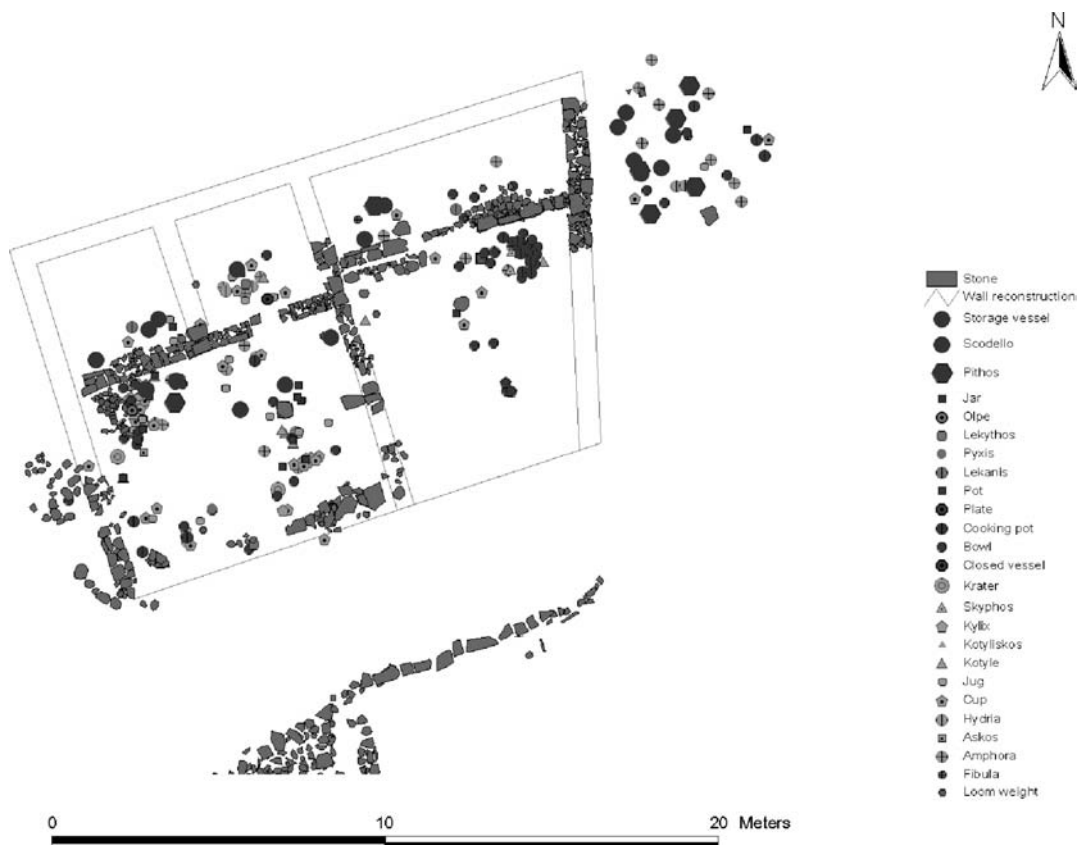 N
Stone
Wall reconstruction
Storage vessel
Scodello
Pithos
Jar
Olpe
Lekythos
Pyxis
Lekanis
Pot
Plate
Cooking pot
Bowl
Closed vessel
Krater
Skyphos
Kylix
Kotyliskos
Kotyle
Jug
Cup
Hydria
Askos
Amphora
Fibula
Loom weight
0 10 20 Meters